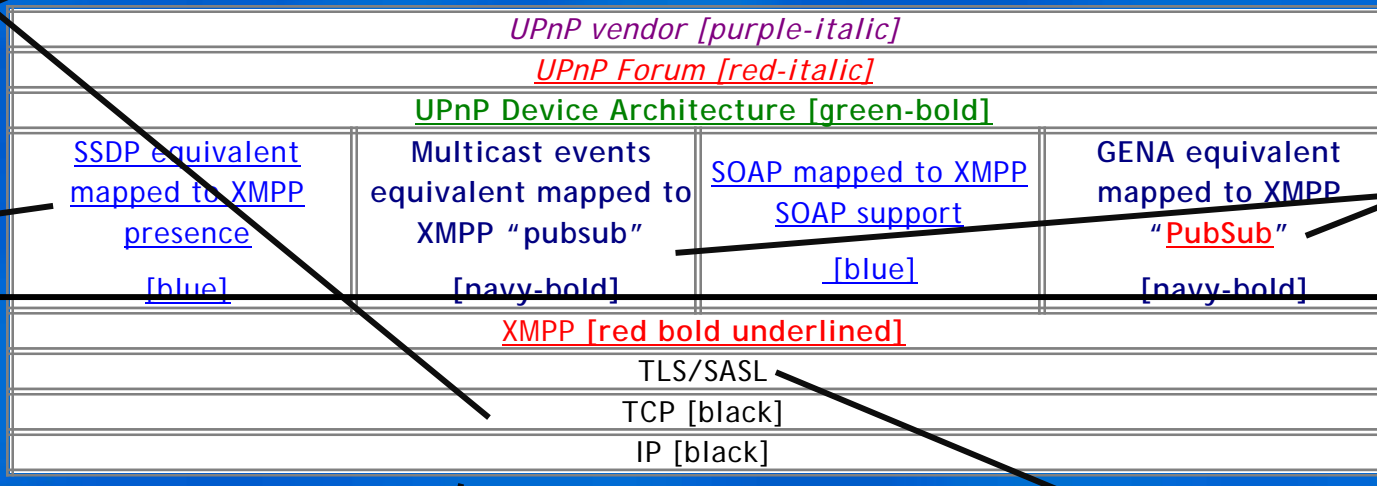 UPnP vendor [purple-italic]
UPnP Forum [red-italic]
UPnP Device Architecture [green-bold]
SSDP equivalent
mapped to XMPP
presence
[blue]
Multicast events
equivalent mapped to
XMPP “pubsub”
[navy-bold]
SOAP mapped to XMPP
SOAP support
[blue]
GENA equivalent
mapped to XMPP
“PubSub”
[navy-bold]
XMPP [red bold underlined]
TLS/SASL
TCP [black]
IP [black]